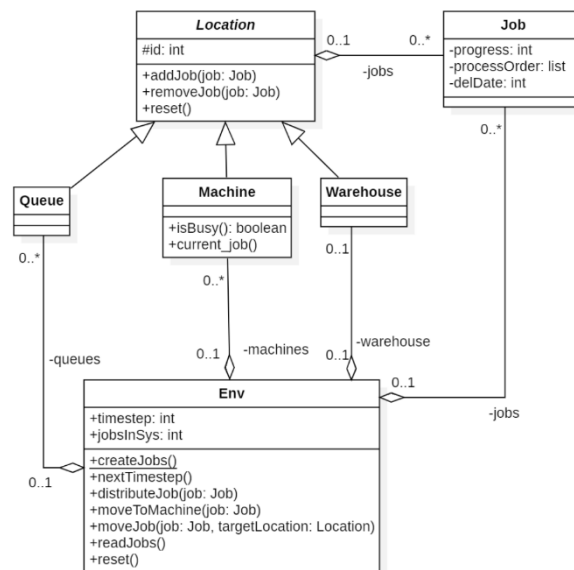 Location
#id: int
+addJob(job: Job)
+removeJob(job: Job)
+reset()
0..1
0..*
-jobs
Job
-progress: int
-processOrder: list
-delDate: int
0..*
Queue
0..*
Machine
+isBusy(): boolean
+current_job()
0..*
Warehouse
0..1
-queues
-machines
-warehouse
0..1
0..1
0..1
-jobs
0..1
Env
+timestep: int
+jobsInSys: int
+createJobs()
+nextTimestep()
+distributeJob(job: Job)
+moveToMachine(job: Job)
+moveJob(job: Job, targetLocation: Location)
+readJobs()
+reset()